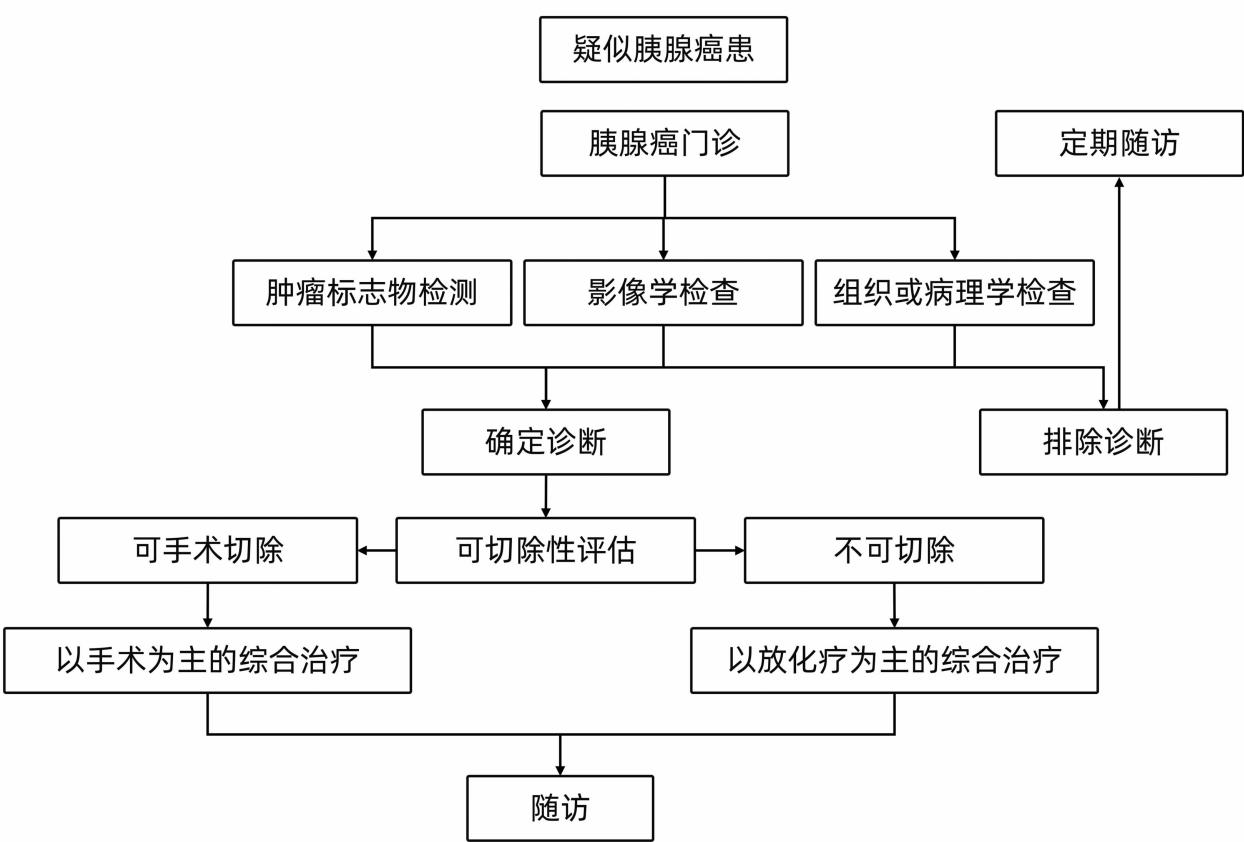 疑似胰腺癌患
胰腺癌门诊
定期随访
肿瘤标志物检测
影像学检查
组织或病理学检查
确定诊断
排除诊断
可手术切除
可切除性评估
不可切除
以手术为主的综合治疗
以放化疗为主的综合治疗
随访